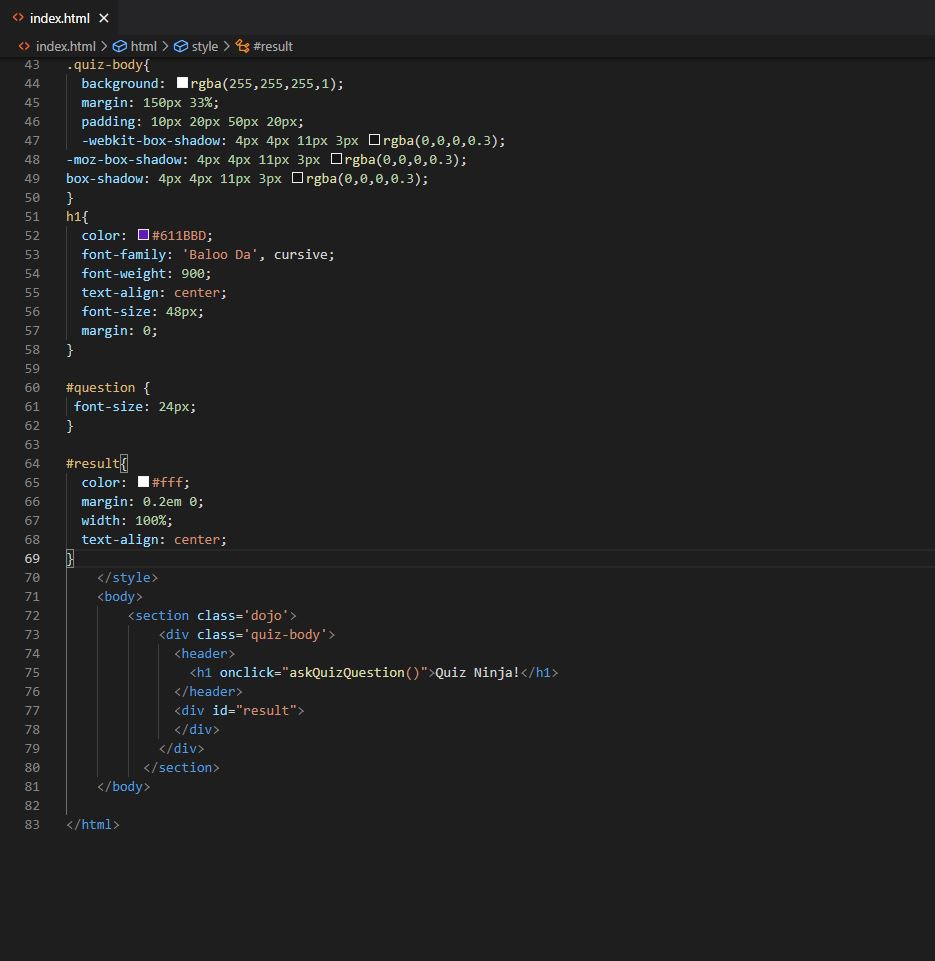 index.html
index.html > html > style > #result
43 .quiz-body{
44 background: rgba(255,255,255,1);
45 margin: 150px 33%;
46 padding: 10px 20px 50px 20px;
47 -webkit-box-shadow: 4px 4px 11px 3px rgba(0,0,0,0.3);
48 -moz-box-shadow: 4px 4px 11px 3px rgba(0,0,0,0.3);
49 box-shadow: 4px 4px 11px 3px rgba(0,0,0,0.3);
50 }
51 h1{
52 color: #611BBD;
53 font-family: 'Baloo Da', cursive;
54 font-weight: 900;
55 text-align: center;
56 font-size: 48px;
57 margin: 0;
58 }
59
60 #question {
61 font-size: 24px;
62 }
63
64 #result{
65 color: #fff;
66 margin: 0.2em 0;
67 width: 100%;
68 text-align: center;
69 }
70 </style>
71 <body>
72 <section class='dojo'>
73 <div class='quiz-body'>
74 <header>
75 <h1 onclick="askQuizQuestion()">Quiz Ninja!</h1>
76 </header>
77 <div id="result">
78 </div>
79 </div>
80 </section>
81 </body>
82
83 </html>